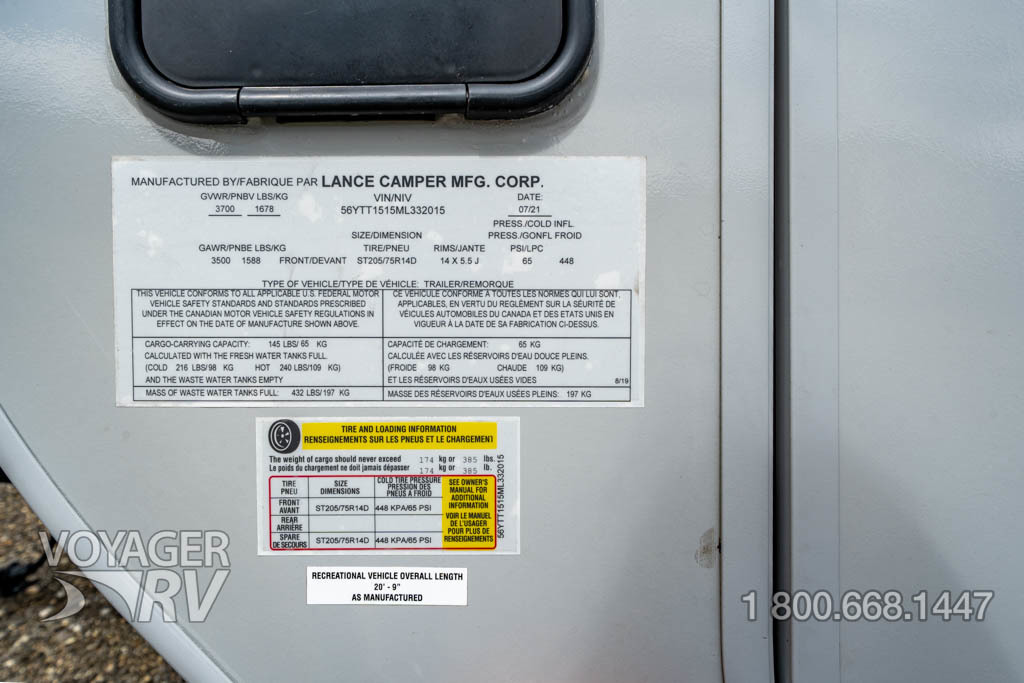 MANUFACTURED BY/FABRIQUE PAR LANCE CAMPER MFG. CORP.
GVWR/PNBV LBS/KG VIN/NIV DATE:
3700 1678 56YTT1515ML332015 07/21
PRESS./COLD INFL.
SIZE/DIMENSION PRESS./GONFL FROID
GAWR/PNBE LBS/KG TIRE/PNEU RIMS/JANTE PSI/LPC
3500 1588 FRONT/DEVANT ST205/75R14D 14 X 5.5 J 65 448
TYPE OF VEHICLE/TYPE DE VÉHICLE: TRAILER/REMORQUE
THIS VEHICLE CONFORMS TO ALL APPLICABLE U.S. FEDERAL MOTOR
VEHICLE SAFETY STANDARDS AND STANDARDS PRESCRIBED
UNDER THE CANADIAN MOTOR VEHICLE SAFETY REGULATIONS IN
EFFECT ON THE DATE OF MANUFACTURE SHOWN ABOVE.
CE VÉHICULE CONFORME À TOUTES LES NORMES QUI LUI SONT,
APPLICABLES, EN VERTU DU REGLEMENT SUR LA SÉURITÉ DE
VÉICULES AUTOMOBILES DU CANADA ET DES ETATS UNIS EN
VIGUEUR À LA DATE DE SA FABRICATION CI-DESSUS.
CARGO-CARRYING CAPACITY: 145 LBS/ 65 KG
CALCULATED WITH THE FRESH WATER TANKS FULL.
(COLD 216 LBS/98 KG HOT 240 LBS/109 KG)
AND THE WASTE WATER TANKS EMPTY
MASS OF WASTE WATER TANKS FULL: 432 LBS/197 KG
CAPACITÉ DE CHARGEMENT: 65 KG
CALCULÉE AVEC LES RÉSERVOIRS D'EAU DOUCE PLEINS.
(FROIDE 98 KG CHAUDE 109 KG)
ET LES RÉSERVOIRS D'EAUX USÉES VIDES 8/19
MASSE DES RÉSERVOIRS D'EAUX USÉES PLEINS: 197 KG
TIRE AND LOADING INFORMATION
RENSEIGNEMENTS SUR LES PNEUS ET LE CHARGEMENT
The weight of cargo should never exceed 174 kg or 385 lbs.
Le poids du chargement ne doit jamais dépasser 174 kg or 385 lb.
TIRE PNEU SIZE DIMENSIONS COLD TIRE PRESSURE PRESSION DES PNEUS A FROID
FRONT AVANT ST205/75R14D 448 KPA/65 PSI
REAR ARRIÈRE
SPARE DE SECOURS ST205/75R14D 448 KPA/65 PSI
SEE OWNER'S
MANUAL FOR
ADDITIONAL
INFORMATION
VOIR LE MANUEL
DE L'USAGER
POUR PLUS DE
RENSEIGNEMENTS
56YTT1515ML332015
RECREATIONAL VEHICLE OVERALL LENGTH
20' - 9"
AS MANUFACTURED
VOYAGER
RV
1 800.668.1447